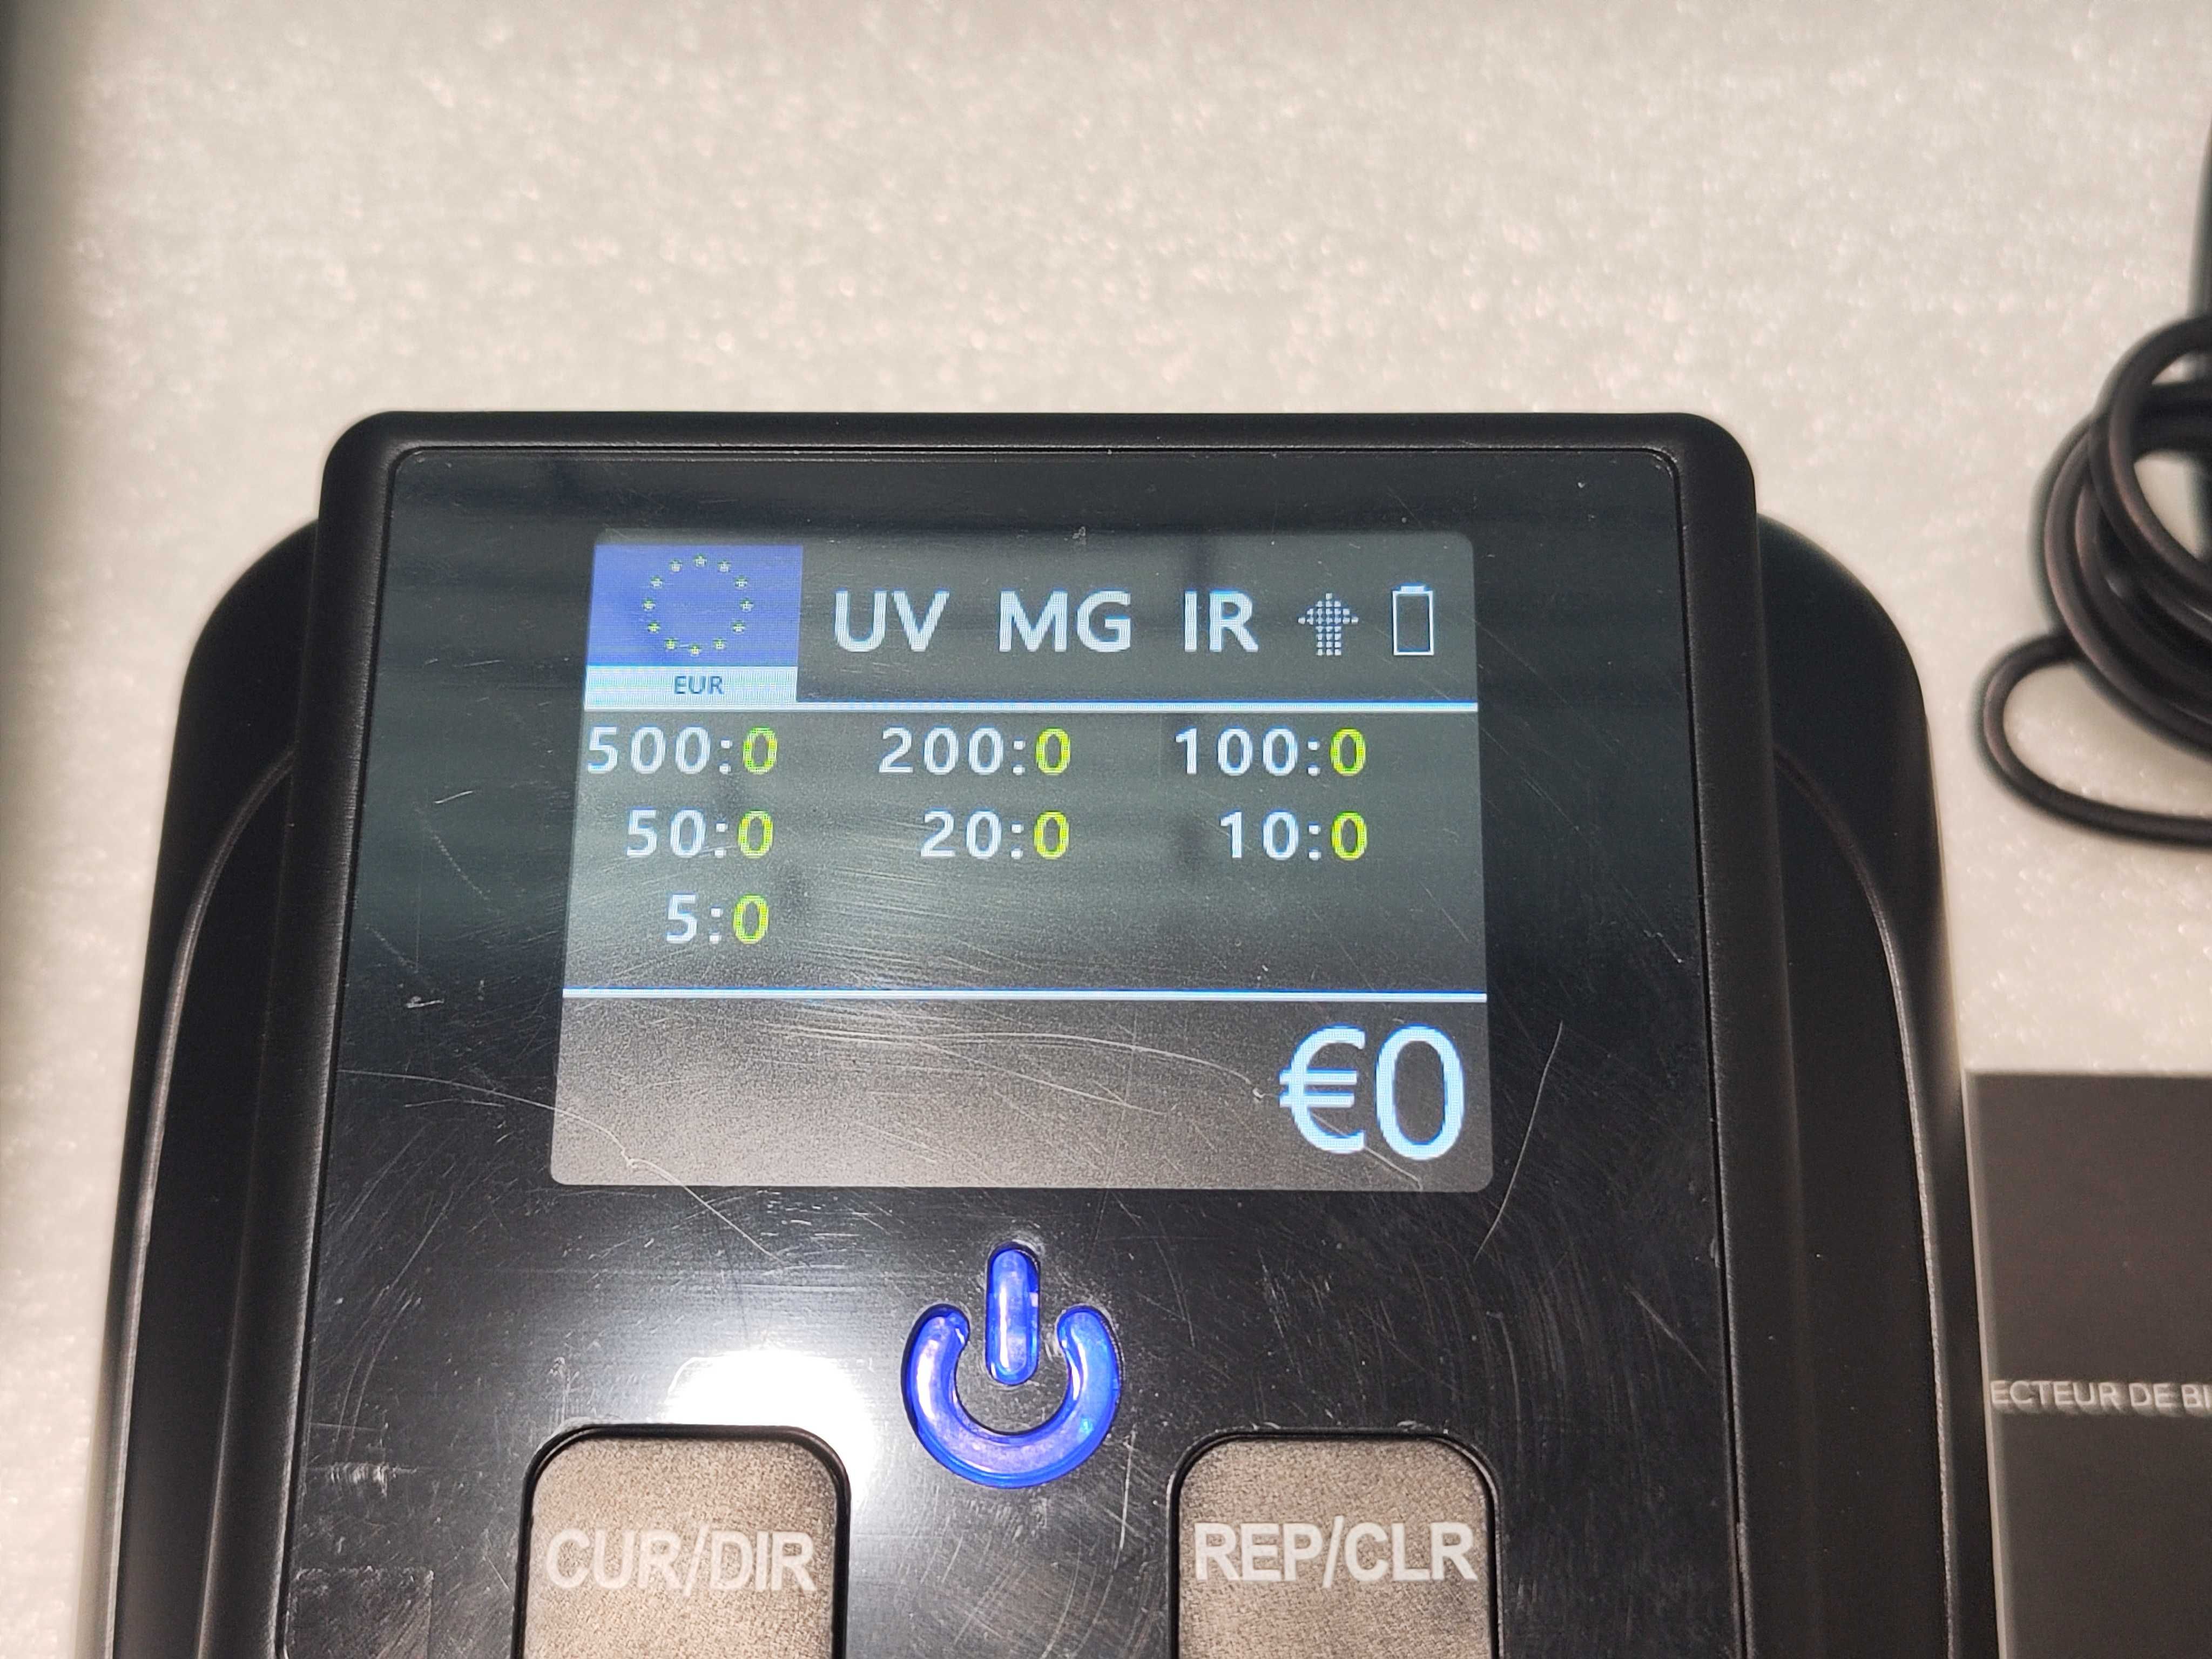 UV MG IR
EUR
500:0 200:0 100:0
50:0 20:0 10:0
5:0
€0
CUR/DIR REP/CLR
ECTEUR DE BI